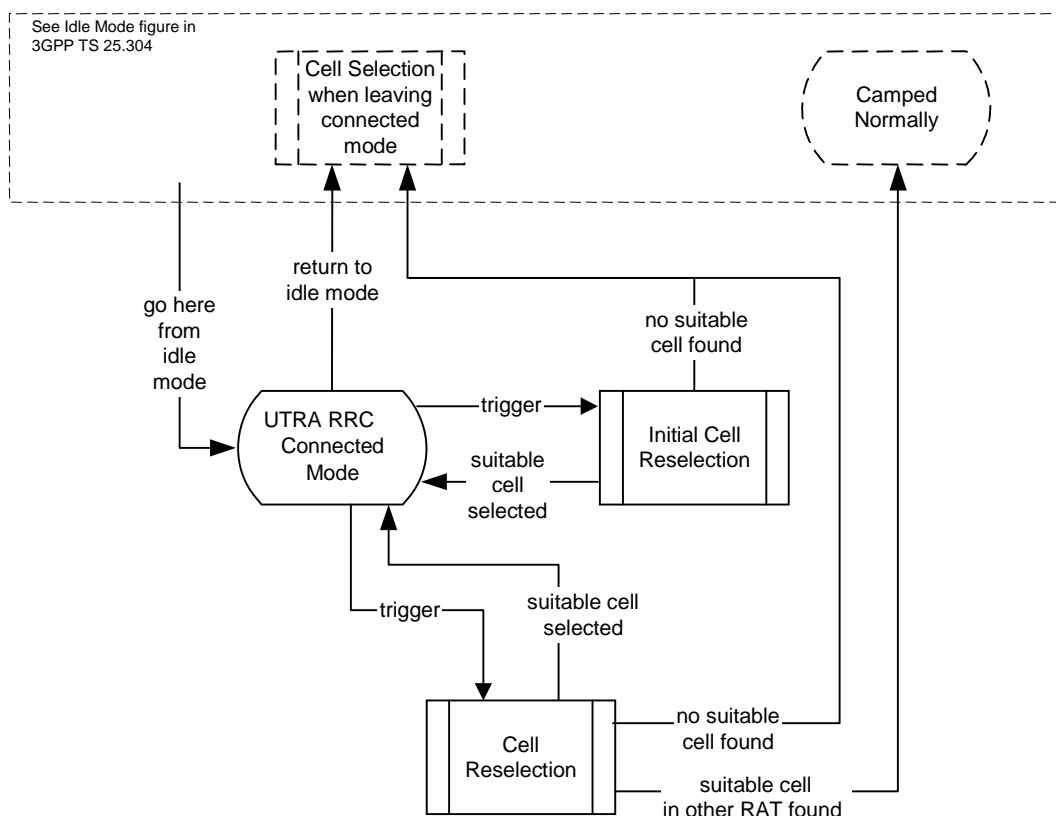 See Idle Mode figure in
3GPP TS 25.304
Cell Selection
when leaving
connected
mode
Camped
Normally
return to
idle mode
go here
from
idle
mode
no suitable
cell found
UTRA RRC
Connected
Mode
trigger
Initial Cell
Reselection
suitable
cell
selected
trigger
suitable cell
selected
Cell
Reselection
no suitable
cell found
suitable cell
in other RAT found